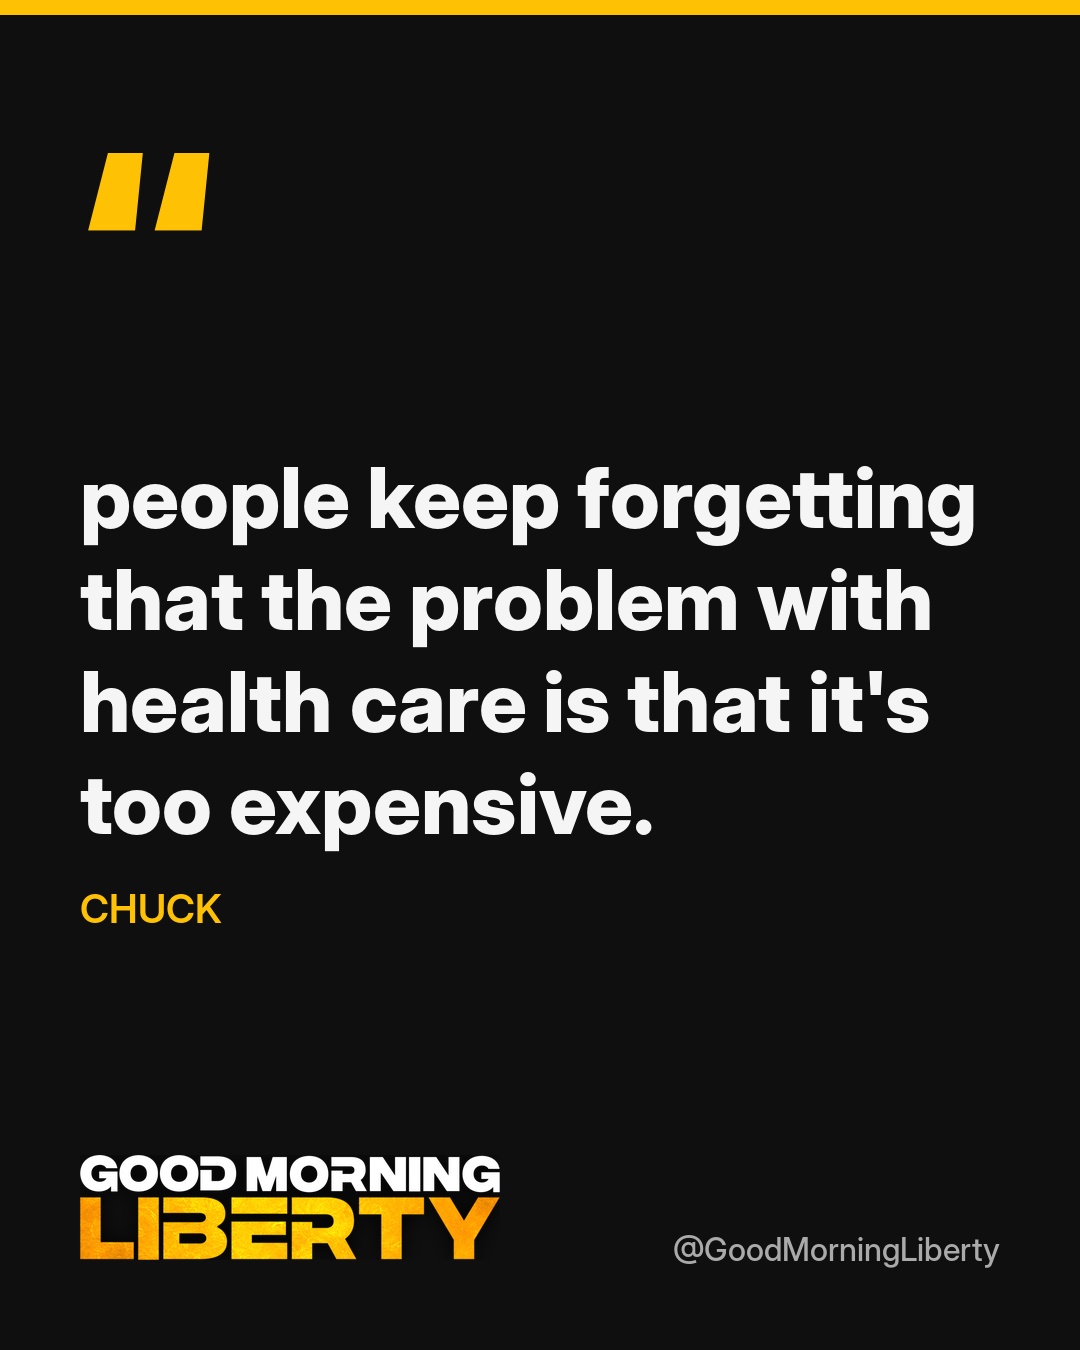 "
people keep forgetting
that the problem with
health care is that it's
too expensive.
CHUCK
GOOD MORNING
LIBERTY
@GoodMorningLiberty